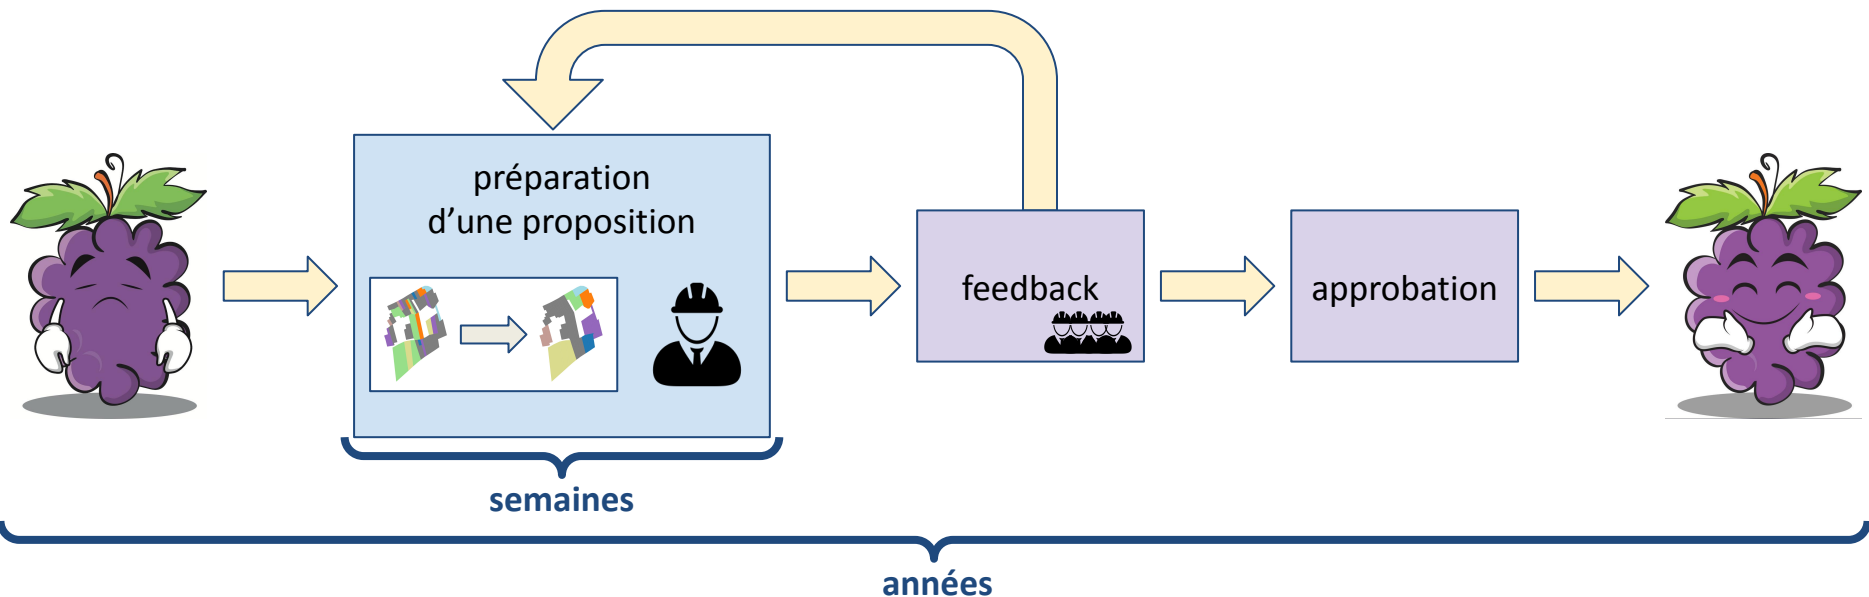 préparation
d’une proposition
feedback
approbation
semaines
années